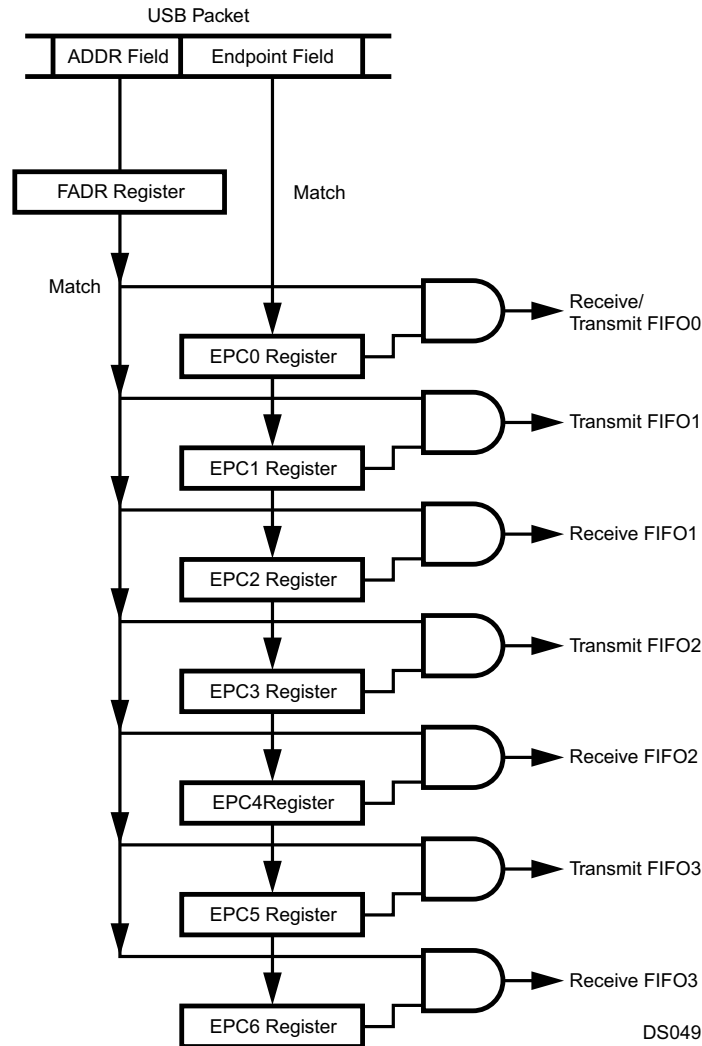 USB Packet
ADDR Field
Endpoint Field
FADR Register
Match
Match
Receive/
Transmit FIFO0
EPC0 Register
Transmit FIFO1
EPC1 Register
Receive FIFO1
EPC2 Register
Transmit FIFO2
EPC3 Register
Receive FIFO2
EPC4Register
Transmit FIFO3
EPC5 Register
Receive FIFO3
EPC6 Register
DS049